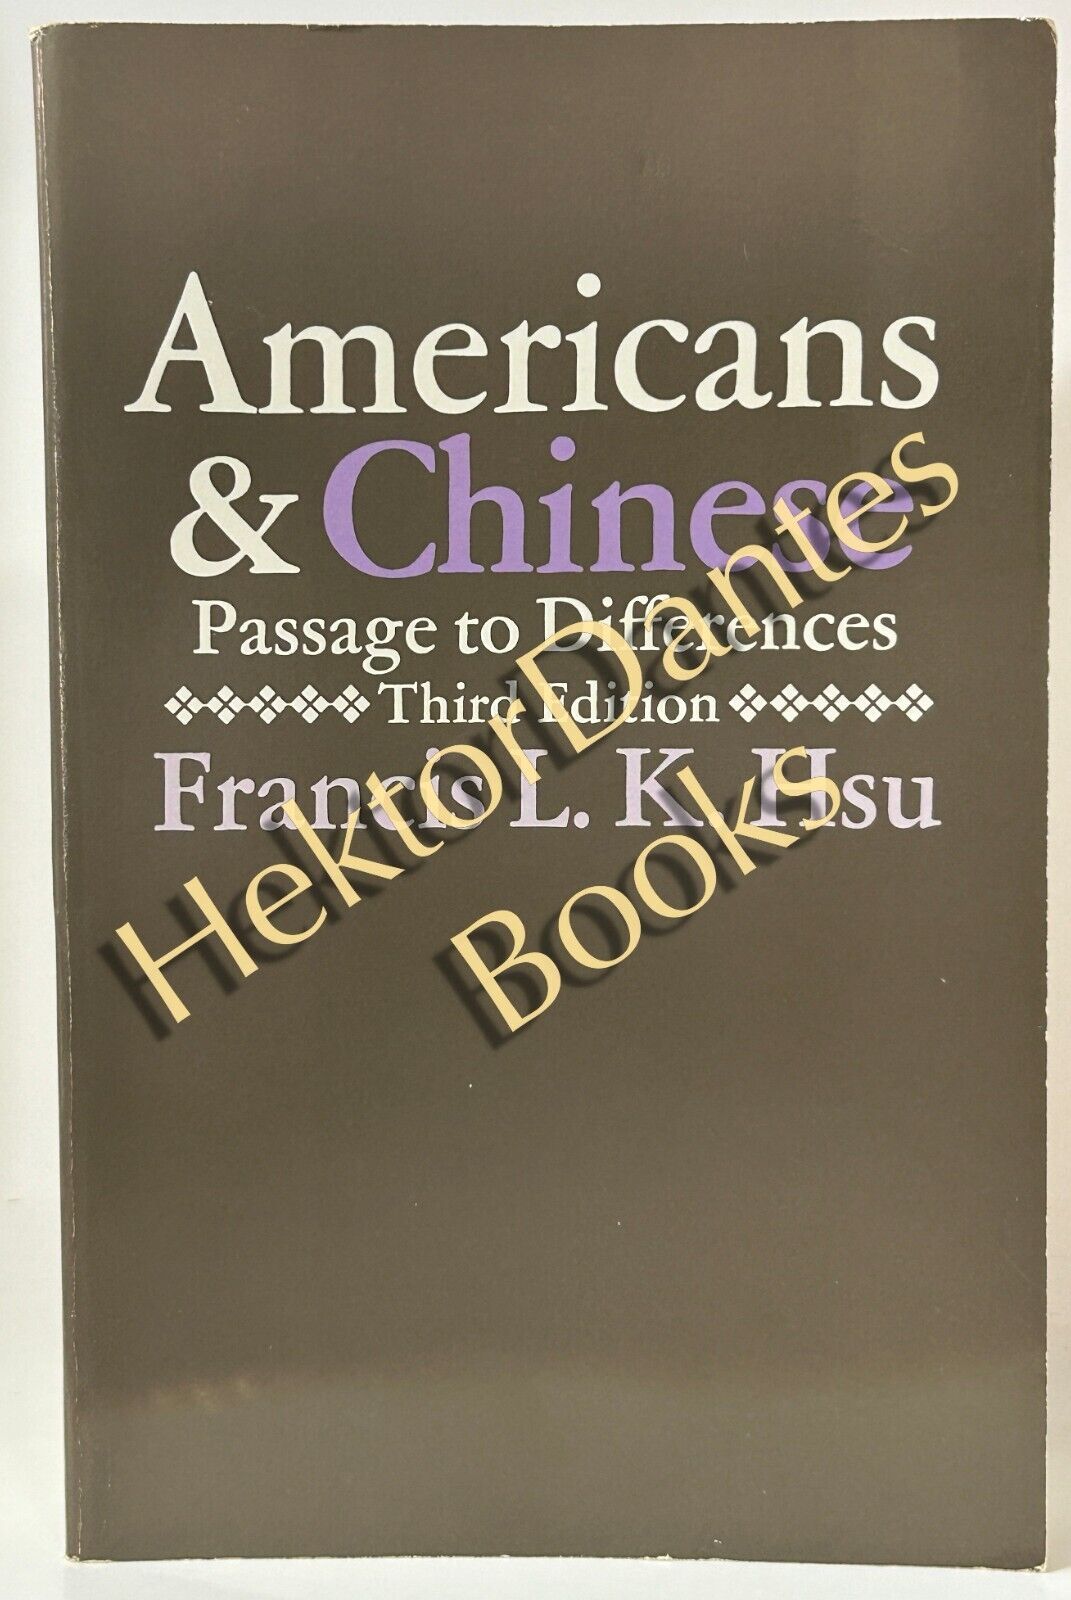 Americans
& Chinese
Passage to Differences
Third Edition
Francis L. K. Hsu
HektorDantes
Books